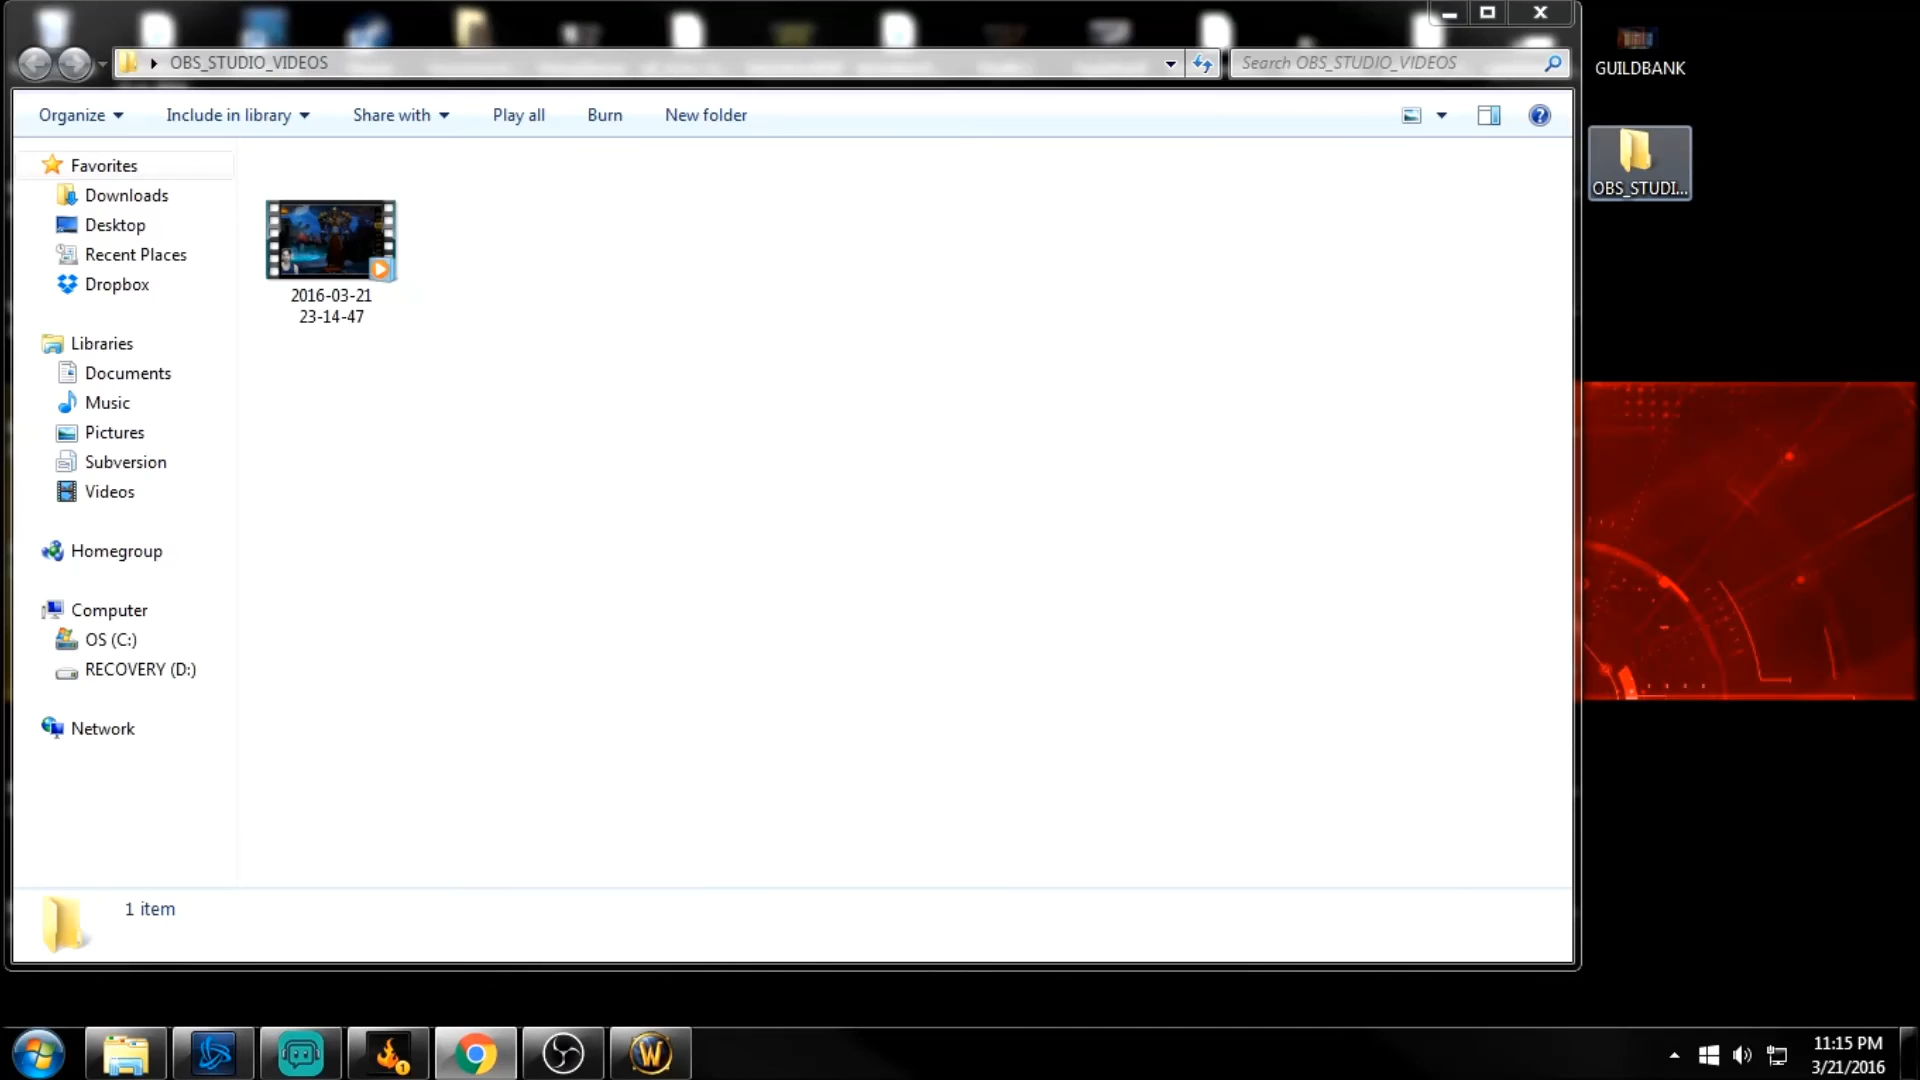 OBS_STUDIO_VIDEOS
Search OBS_STUDIO_VIDEOS
GUILDBANK
Organize
Include in library
Share with
Play all
Burn
New folder
OBS_STUDI...
Favorites
Downloads
Desktop
Recent Places
Dropbox
2016-03-21
23-14-47
Libraries
Documents
Music
Pictures
Subversion
Videos
Homegroup
Computer
OS (C:)
RECOVERY (D:)
Network
1 item
1
11:15 PM
3/21/2016